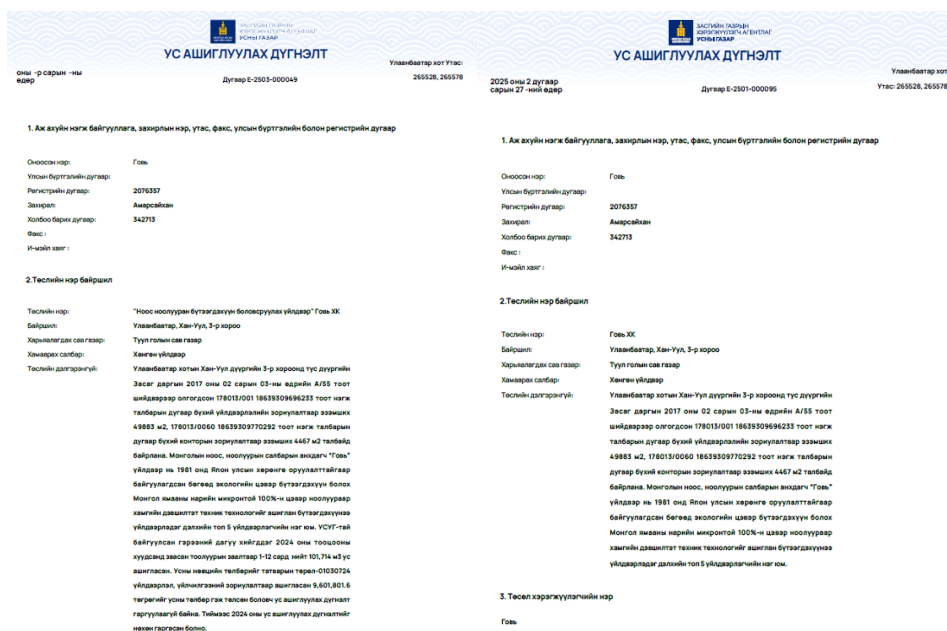 ЗАСГИЙН ГАЗРЫН
ХЭРЭГЖҮҮЛЭГЧ АГЕНТЛАГ
УСНЫ ГАЗАР
УС АШИГЛУУЛАХ ДҮГНЭЛТ
оны -р сарын -ны
өдөр
Дугаар Е-2503-000049
Улаанбаатар хот Утас:
265528, 265578
1. Аж ахуйн нэгж байгууллага, захирлын нэр, утас, факс, улсын бүртгэлийн болон регистрийн дугаар
Оноосон нэр: Говь
Улсын бүртгэлийн дугаар:
Регистрийн дугаар: 2076357
Захирал: Амарсайхан
Холбоо барих дугаар: 342713
Факс :
И-мэйл хаяг :
2.Төслийн нэр байршил
Төслийн нэр: "Ноос ноолууран бүтээгдэхүүн боловсруулах үйлдвэр" Говь ХК
Байршил: Улаанбаатар, Хан-Уул, 3-р хороо
Харьяалагдах сав газар: Туул голын сав газар
Хамаарах салбар: Хөнгөн үйлдвэр
Төслийн дэлгэрэнгүй: Улаанбаатар хотын Хан-Уул дүүргийн 3-р хороонд тус дүүргийн
Засаг даргын 2017 оны 02 сарын 03-ны өдрийн А/55 тоот
шийдвэрээр олгогдсон 178013/001 18639309696233 тоот нэгж
талбарын дугаар бүхий үйлдвэрлэлийн зориулалтаар эзэмших
49883 м2, 178013/0060 18639309770292 тоот нэгж талбарын
дугаар бүхий конторын зориулалтаар эзэмших 4467 м2 талбайд
байрлана. Монголын ноос, ноолуурын салбарын анхдагч "Говь"
үйлдвэр нь 1981 онд Япон улсын хөрөнгө оруулалттайгаар
байгуулагдсан бөгөөд экологийн цэвэр бүтээгдэхүүн болох
Монгол ямааны нарийн микронтой 100%-н цэвэр ноолуураар
хамгийн дэвшилтэт техник технологийг ашиглан бүтээгдэхүүнээ
үйлдвэрлэдэг дэлхийн топ 5 үйлдвэрлэгчийн нэг юм. УСУГ-тай
байгуулсан гэрээний дагуу хийгддэг 2024 оны тооцооны
хуудсанд заасан тоолуурын заалтаар 1-12 сард нийт 101,714 м3 ус
ашигласан. Усны нөөцийн төлбөрийг татварын төрөл-01030724
үйлдвэрлэл, үйлчилгээний зориулалтаар ашигласан 9,601,801.6
төгрөгийг усны төлбөр гэж төлсөн боловч ус ашиглуулах дүгнэлт
гаргуулаагүй байна. Тиймээс 2024 оны ус ашиглуулах дүгнэлтийг
нөхөн гаргасан болно.
ЗАСГИЙН ГАЗРЫН
ХЭРЭГЖҮҮЛЭГЧ АГЕНТЛАГ
УСНЫ ГАЗАР
УС АШИГЛУУЛАХ ДҮГНЭЛТ
2025 оны 2 дугаар
сарын 27 -ний өдөр
Дугаар Е-2501-000095
Улаанбаатар хот
Утас: 265528, 265578
1. Аж ахуйн нэгж байгууллага, захирлын нэр, утас, факс, улсын бүртгэлийн болон регистрийн дугаар
Оноосон нэр: Говь
Улсын бүртгэлийн дугаар:
Регистрийн дугаар: 2076357
Захирал: Амарсайхан
Холбоо барих дугаар: 342713
Факс :
И-мэйл хаяг :
2.Төслийн нэр байршил
Төслийн нэр: Говь ХК
Байршил: Улаанбаатар, Хан-Уул, 3-р хороо
Харьяалагдах сав газар: Туул голын сав газар
Хамаарах салбар: Хөнгөн үйлдвэр
Төслийн дэлгэрэнгүй: Улаанбаатар хотын Хан-Уул дүүргийн 3-р хороонд тус дүүргийн
Засаг даргын 2017 оны 02 сарын 03-ны өдрийн А/55 тоот
шийдвэрээр олгогдсон 178013/001 18639309696233 тоот нэгж
талбарын дугаар бүхий үйлдвэрлэлийн зориулалтаар эзэмших
49883 м2, 178013/0060 18639309770292 тоот нэгж талбарын
дугаар бүхий конторын зориулалтаар эзэмших 4467 м2 талбайд
байрлана. Монголын ноос, ноолуурын салбарын анхдагч "Говь"
үйлдвэр нь 1981 онд Япон улсын хөрөнгө оруулалттайгаар
байгуулагдсан бөгөөд экологийн цэвэр бүтээгдэхүүн болох
Монгол ямааны нарийн микронтой 100%-н цэвэр ноолуураар
хамгийн дэвшилтэт техник технологийг ашиглан бүтээгдэхүүнээ
үйлдвэрлэдэг дэлхийн топ 5 үйлдвэрлэгчийн нэг юм.
3. Төсөл хэрэгжүүлэгчийн нэр
Говь